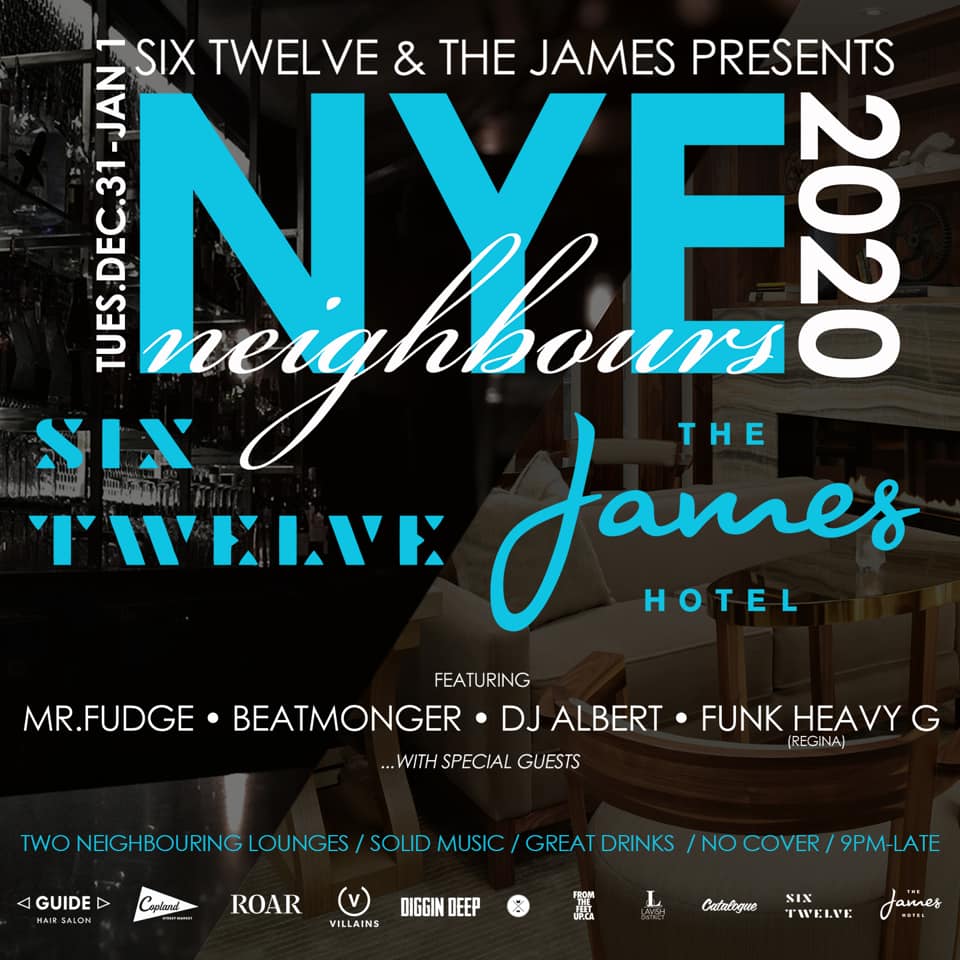 SIX TWELVE & THE JAMES PRESENTS
TUES.DEC.31-JAN 1
NYE
2020
neighbours
SIX
TWELVE
THE
James
HOTEL
FEATURING
MR.FUDGE • BEATMONGER • DJ ALBERT • FUNK HEAVY G
(REGINA)
...WITH SPECIAL GUESTS
TWO NEIGHBOURING LOUNGES / SOLID MUSIC / GREAT DRINKS / NO COVER / 9PM-LATE
GUIDE
HAIR SALON
Copland
STREET MARKET
ROAR
V
VILLAINS
DIGGIN DEEP
FROM
THE
FEET
UP.CA
L
LAVISH
DISTRICT
Catalogue
SIX
TWELVE
THE
James
HOTEL